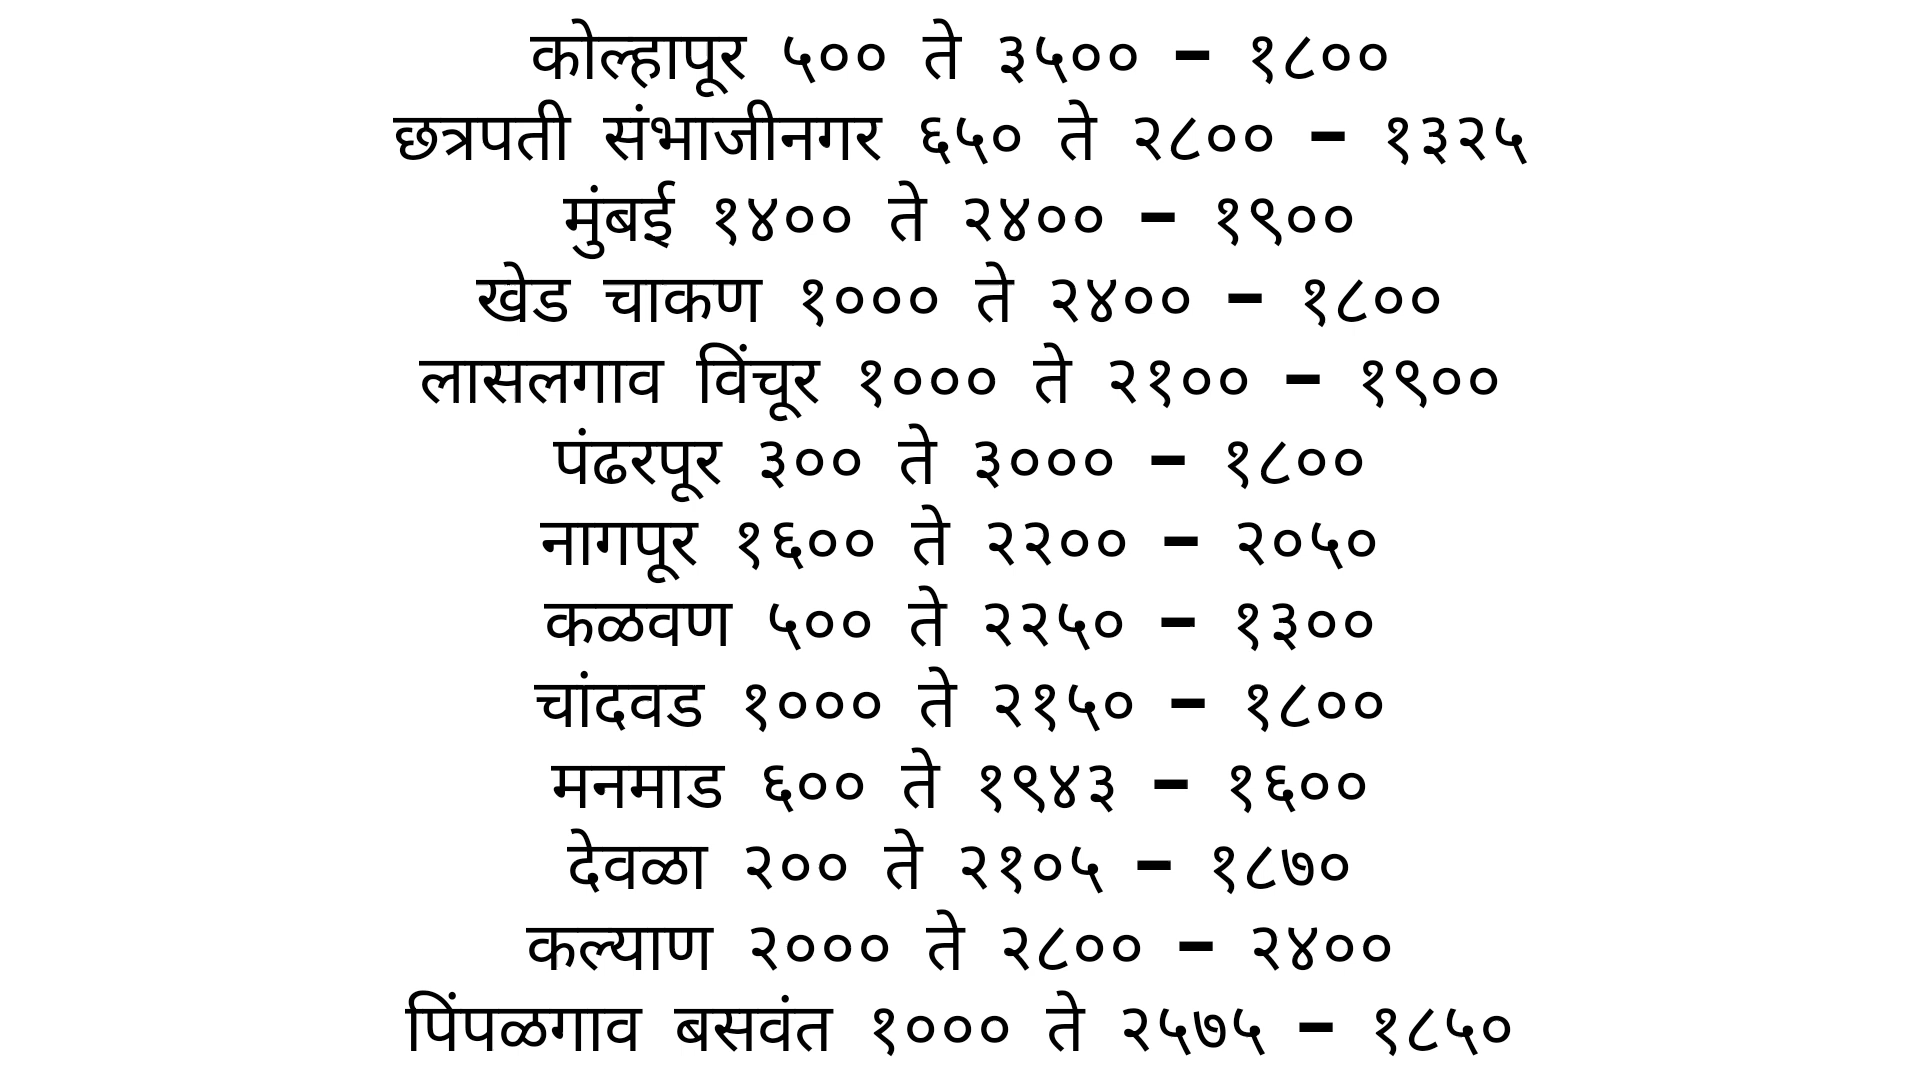 कोल्हापूर ५०० ते ३५०० – १८००
छत्रपती संभाजीनगर ६५० ते २८०० – १३२५
मुंबई १४०० ते २४०० – १९००
खेड चाकण १००० ते २४०० – १८००
लासलगाव विंचूर १००० ते २१०० – १९००
पंढरपूर ३०० ते ३००० – १८००
नागपूर १६०० ते २२०० – २०५०
कळवण ५०० ते २२५० – १३००
चांदवड १००० ते २१५० – १८००
मनमाड ६०० ते १९४३ – १६००
देवळा २०० ते २१०५ – १८७०
कल्याण २००० ते २८०० – २४००
पिंपळगाव बसवंत १००० ते २५७५ – १८५०